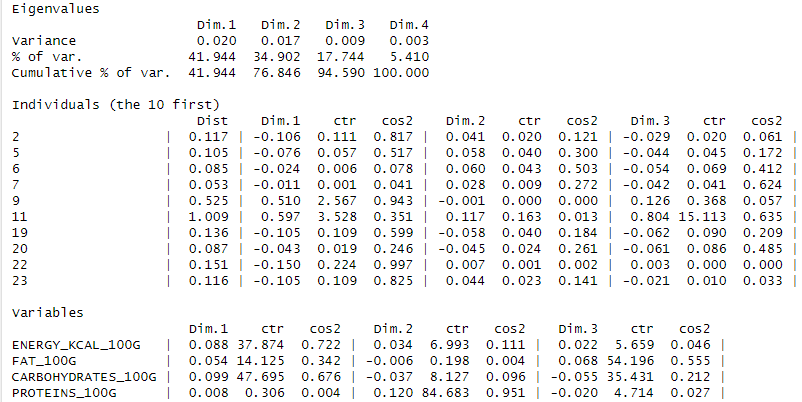 Eigenvalues
Dim.1 Dim.2 Dim.3 Dim.4
Variance 0.020 0.017 0.009 0.003
% of var. 41.944 34.902 17.744 5.410
Cumulative % of var. 41.944 76.846 94.590 100.000
Individuals (the 10 first)
Dist Dim.1 ctr cos2 Dim.2 ctr cos2 Dim.3 ctr cos2
2 | 0.117 | -0.106 0.111 0.817 | 0.041 0.020 0.121 | -0.029 0.020 0.061 |
5 | 0.105 | -0.076 0.057 0.517 | 0.058 0.040 0.300 | -0.044 0.045 0.172 |
6 | 0.085 | -0.024 0.006 0.078 | 0.060 0.043 0.503 | -0.054 0.069 0.412 |
7 | 0.053 | -0.011 0.001 0.041 | 0.028 0.009 0.272 | -0.042 0.041 0.624 |
9 | 0.525 | 0.510 2.567 0.943 | -0.001 0.000 0.000 | 0.126 0.368 0.057 |
11 | 1.009 | 0.597 3.528 0.351 | 0.117 0.163 0.013 | 0.804 15.113 0.635 |
19 | 0.136 | -0.105 0.109 0.599 | -0.058 0.040 0.184 | -0.062 0.090 0.209 |
20 | 0.087 | -0.043 0.019 0.246 | -0.045 0.024 0.261 | -0.061 0.086 0.485 |
22 | 0.151 | -0.150 0.224 0.997 | 0.007 0.001 0.002 | 0.003 0.000 0.000 |
23 | 0.116 | -0.105 0.109 0.825 | 0.044 0.023 0.141 | -0.021 0.010 0.033 |
Variables
Dim.1 ctr cos2 Dim.2 ctr cos2 Dim.3 ctr cos2
ENERGY_KCAL_100G | 0.088 37.874 0.722 | 0.034 6.993 0.111 | 0.022 5.659 0.046 |
FAT_100G | 0.054 14.125 0.342 | -0.006 0.198 0.004 | 0.068 54.196 0.555 |
CARBOHYDRATES_100G | 0.099 47.695 0.676 | -0.037 8.127 0.096 | -0.055 35.431 0.212 |
PROTEINS_100G | 0.008 0.306 0.004 | 0.120 84.683 0.951 | -0.020 4.714 0.027 |